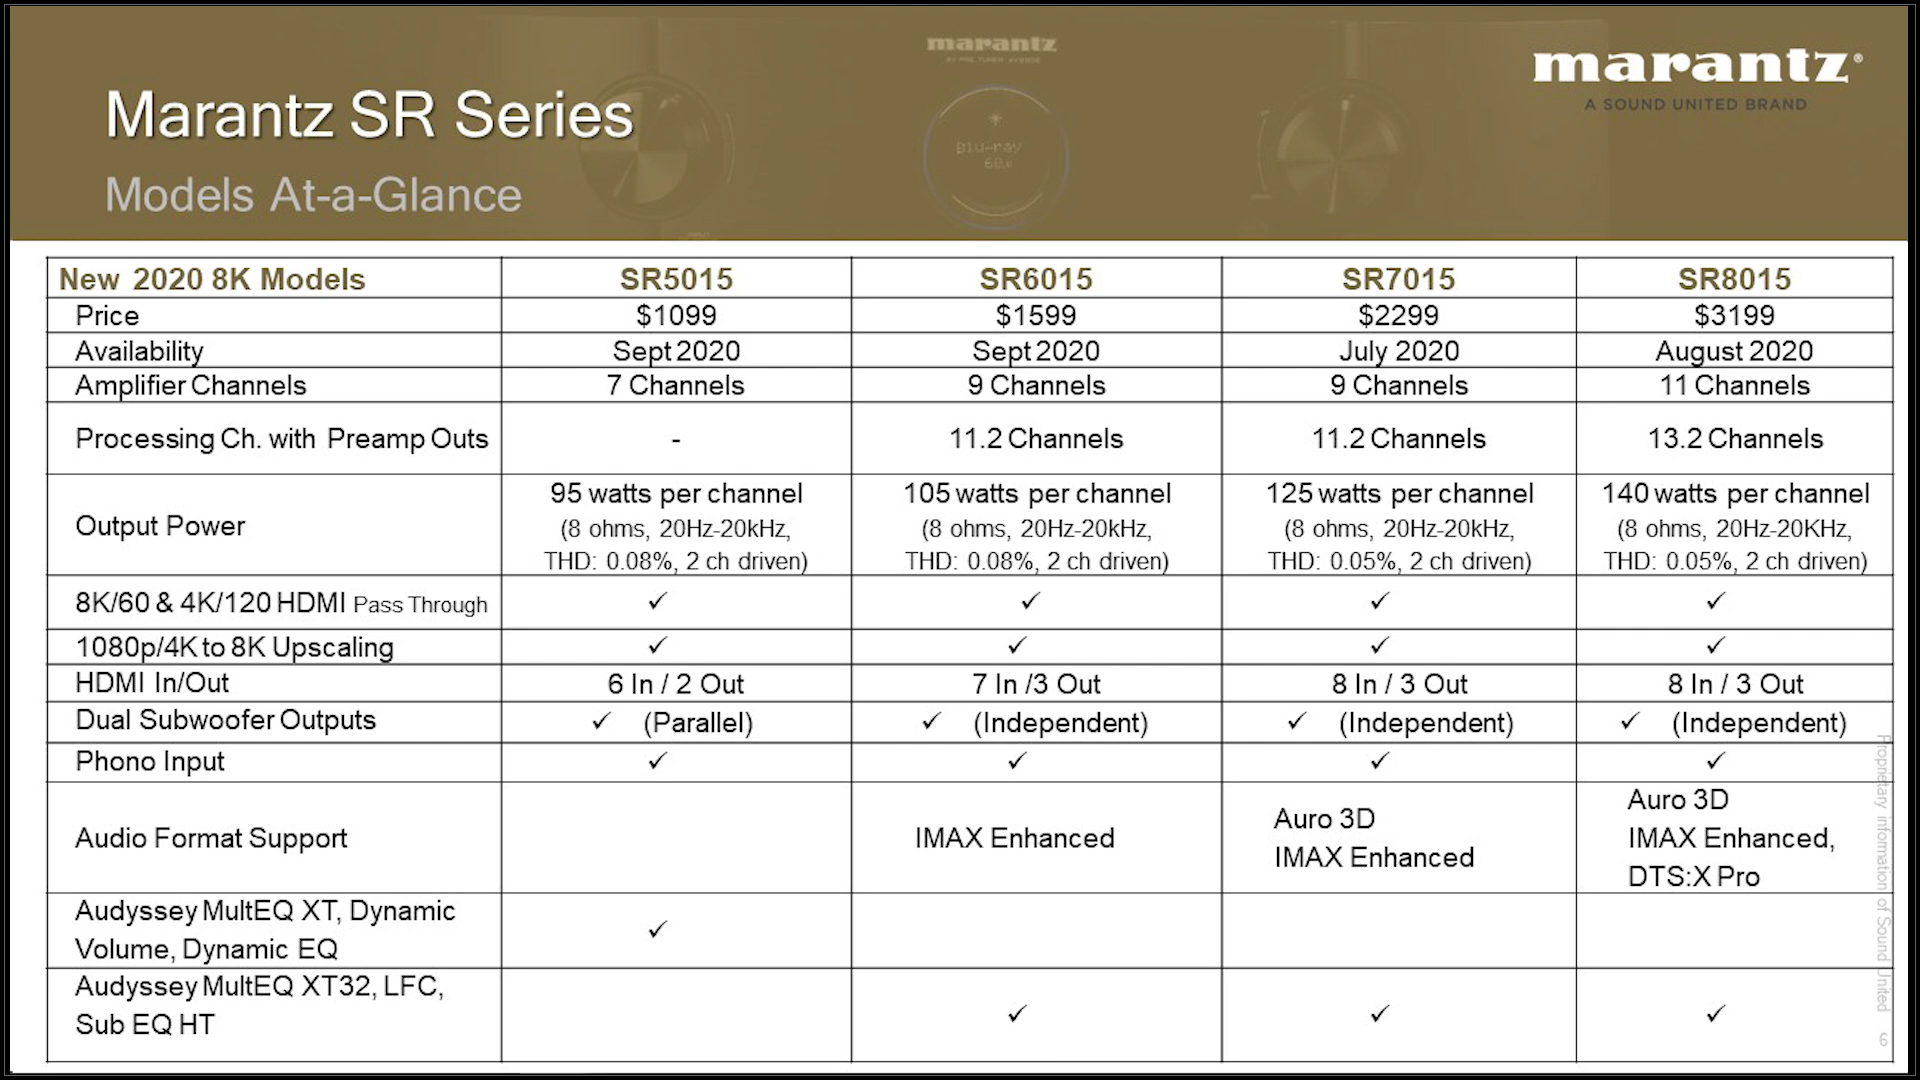 marantz
AV PRE TUNER AV8805
marantz®
A SOUND UNITED BRAND
Marantz SR Series
Blu-ray
Models At-a-Glance
New 2020 8K Models SR5015 SR6015 SR7015 SR8015
Price $1099 $1599 $2299 $3199
Availability Sept 2020 Sept 2020 July 2020 August 2020
Amplifier Channels 7 Channels 9 Channels 9 Channels 11 Channels
Processing Ch. with Preamp Outs - 11.2 Channels 11.2 Channels 13.2 Channels
Output Power
95 watts per channel
(8 ohms, 20Hz-20kHz,
THD: 0.08%, 2 ch driven)
105 watts per channel
(8 ohms, 20Hz-20kHz,
THD: 0.08%, 2 ch driven)
125 watts per channel
(8 ohms, 20Hz-20kHz,
THD: 0.05%, 2 ch driven)
140 watts per channel
(8 ohms, 20Hz-20KHz,
THD: 0.05%, 2 ch driven)
8K/60 & 4K/120 HDMI Pass Through ✓ ✓ ✓ ✓
1080p/4K to 8K Upscaling ✓ ✓ ✓ ✓
HDMI In/Out 6 In / 2 Out 7 In /3 Out 8 In / 3 Out 8 In / 3 Out
Dual Subwoofer Outputs ✓ (Parallel) ✓ (Independent) ✓ (Independent) ✓ (Independent)
Phono Input ✓ ✓ ✓ ✓
Audio Format Support
IMAX Enhanced
Auro 3D
IMAX Enhanced
Auro 3D
IMAX Enhanced,
DTS:X Pro
Audyssey MultEQ XT, Dynamic
Volume, Dynamic EQ ✓
Audyssey MultEQ XT32, LFC,
Sub EQ HT ✓ ✓ ✓
Proprietary information of Sound United
6